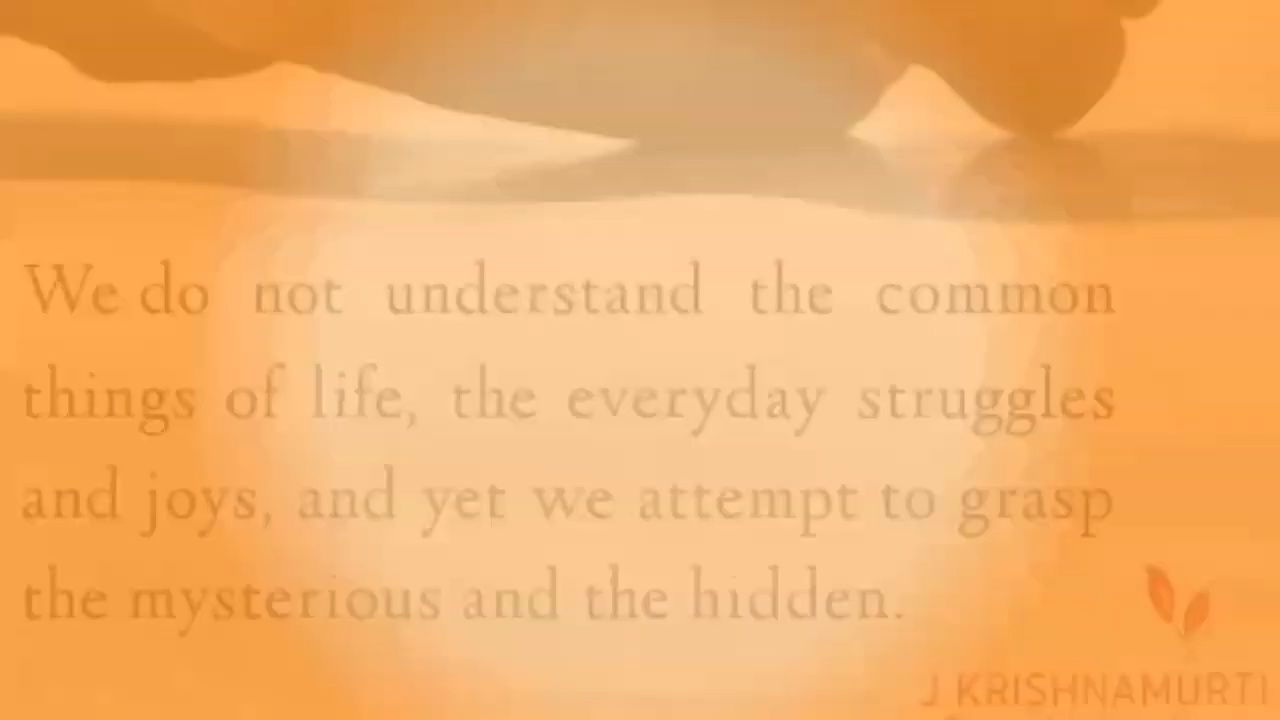 We do not understand the common
things of life, the everyday struggles
and joys, and yet we attempt to grasp
the mysterious and the hidden.
J KRISHNAMURTI